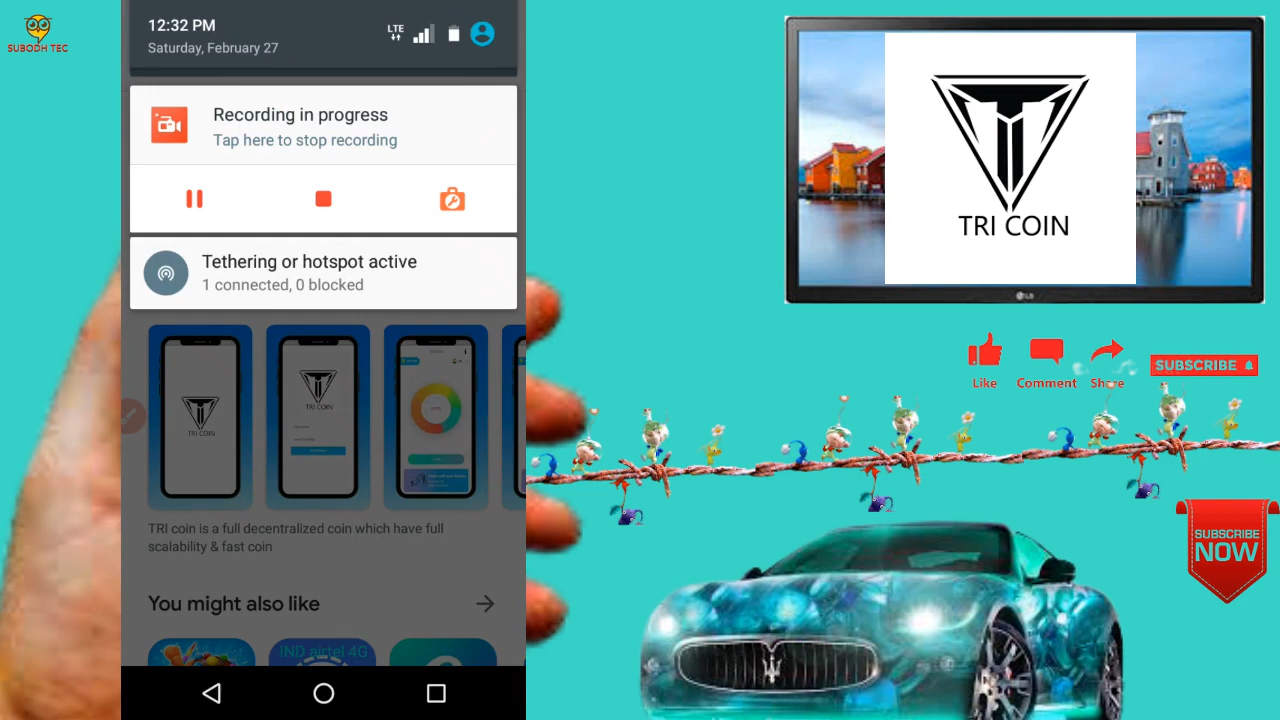 SUBODH TEC
12:32 PM
Saturday, February 27
LTE
Recording in progress
Tap here to stop recording
Tethering or hotspot active
1 connected, 0 blocked
TRI COIN
TRI COIN
TRI coin is a full decentralized coin which have full
scalability & fast coin
You might also like
IND airtel 4G
TRI COIN
LG
Like
Comment
Share
SUBSCRIBE
SUBSCRIBE
NOW